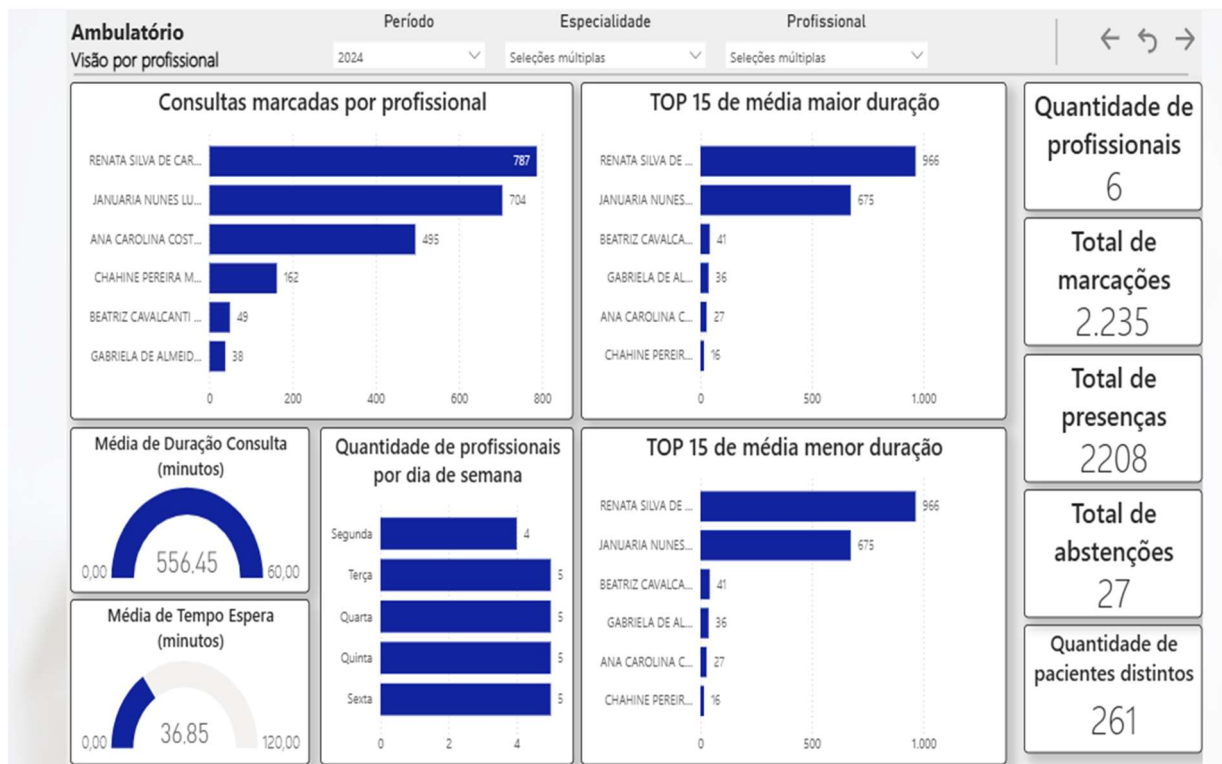 Ambulatório
Visão por profissional
Período
2024
Especialidade
Seleções múltiplas
Profissional
Seleções múltiplas
Consultas marcadas por profissional
RENATA SILVA DE CAR... 787
JANUARIA NUNES LU... 704
ANA CAROLINA COST... 495
CHAHINE PEREIRA M... 162
BEATRIZ CAVALCANTI ... 49
GABRIELA DE ALMEID... 38
0 200 400 600 800
TOP 15 de média maior duração
RENATA SILVA DE ... 966
JANUARIA NUNES... 675
BEATRIZ CAVALCA... 41
GABRIELA DE AL... 36
ANA CAROLINA C... 27
CHAHINE PEREIR... 16
0 500 1.000
Quantidade de
profissionais
6
Total de
marcações
2.235
Total de
presenças
2208
Total de
abstenções
27
Quantidade de
pacientes distintos
261
Média de Duração Consulta
(minutos)
556,45
0,00 60,00
Média de Tempo Espera
(minutos)
36,85
0,00 120,00
Quantidade de profissionais
por dia de semana
Segunda 4
Terça 5
Quarta 5
Quinta 5
Sexta 5
0 2 4
TOP 15 de média menor duração
RENATA SILVA DE ... 966
JANUARIA NUNES... 675
BEATRIZ CAVALCA... 41
GABRIELA DE AL... 36
ANA CAROLINA C... 27
CHAHINE PEREIR... 16
0 500 1.000